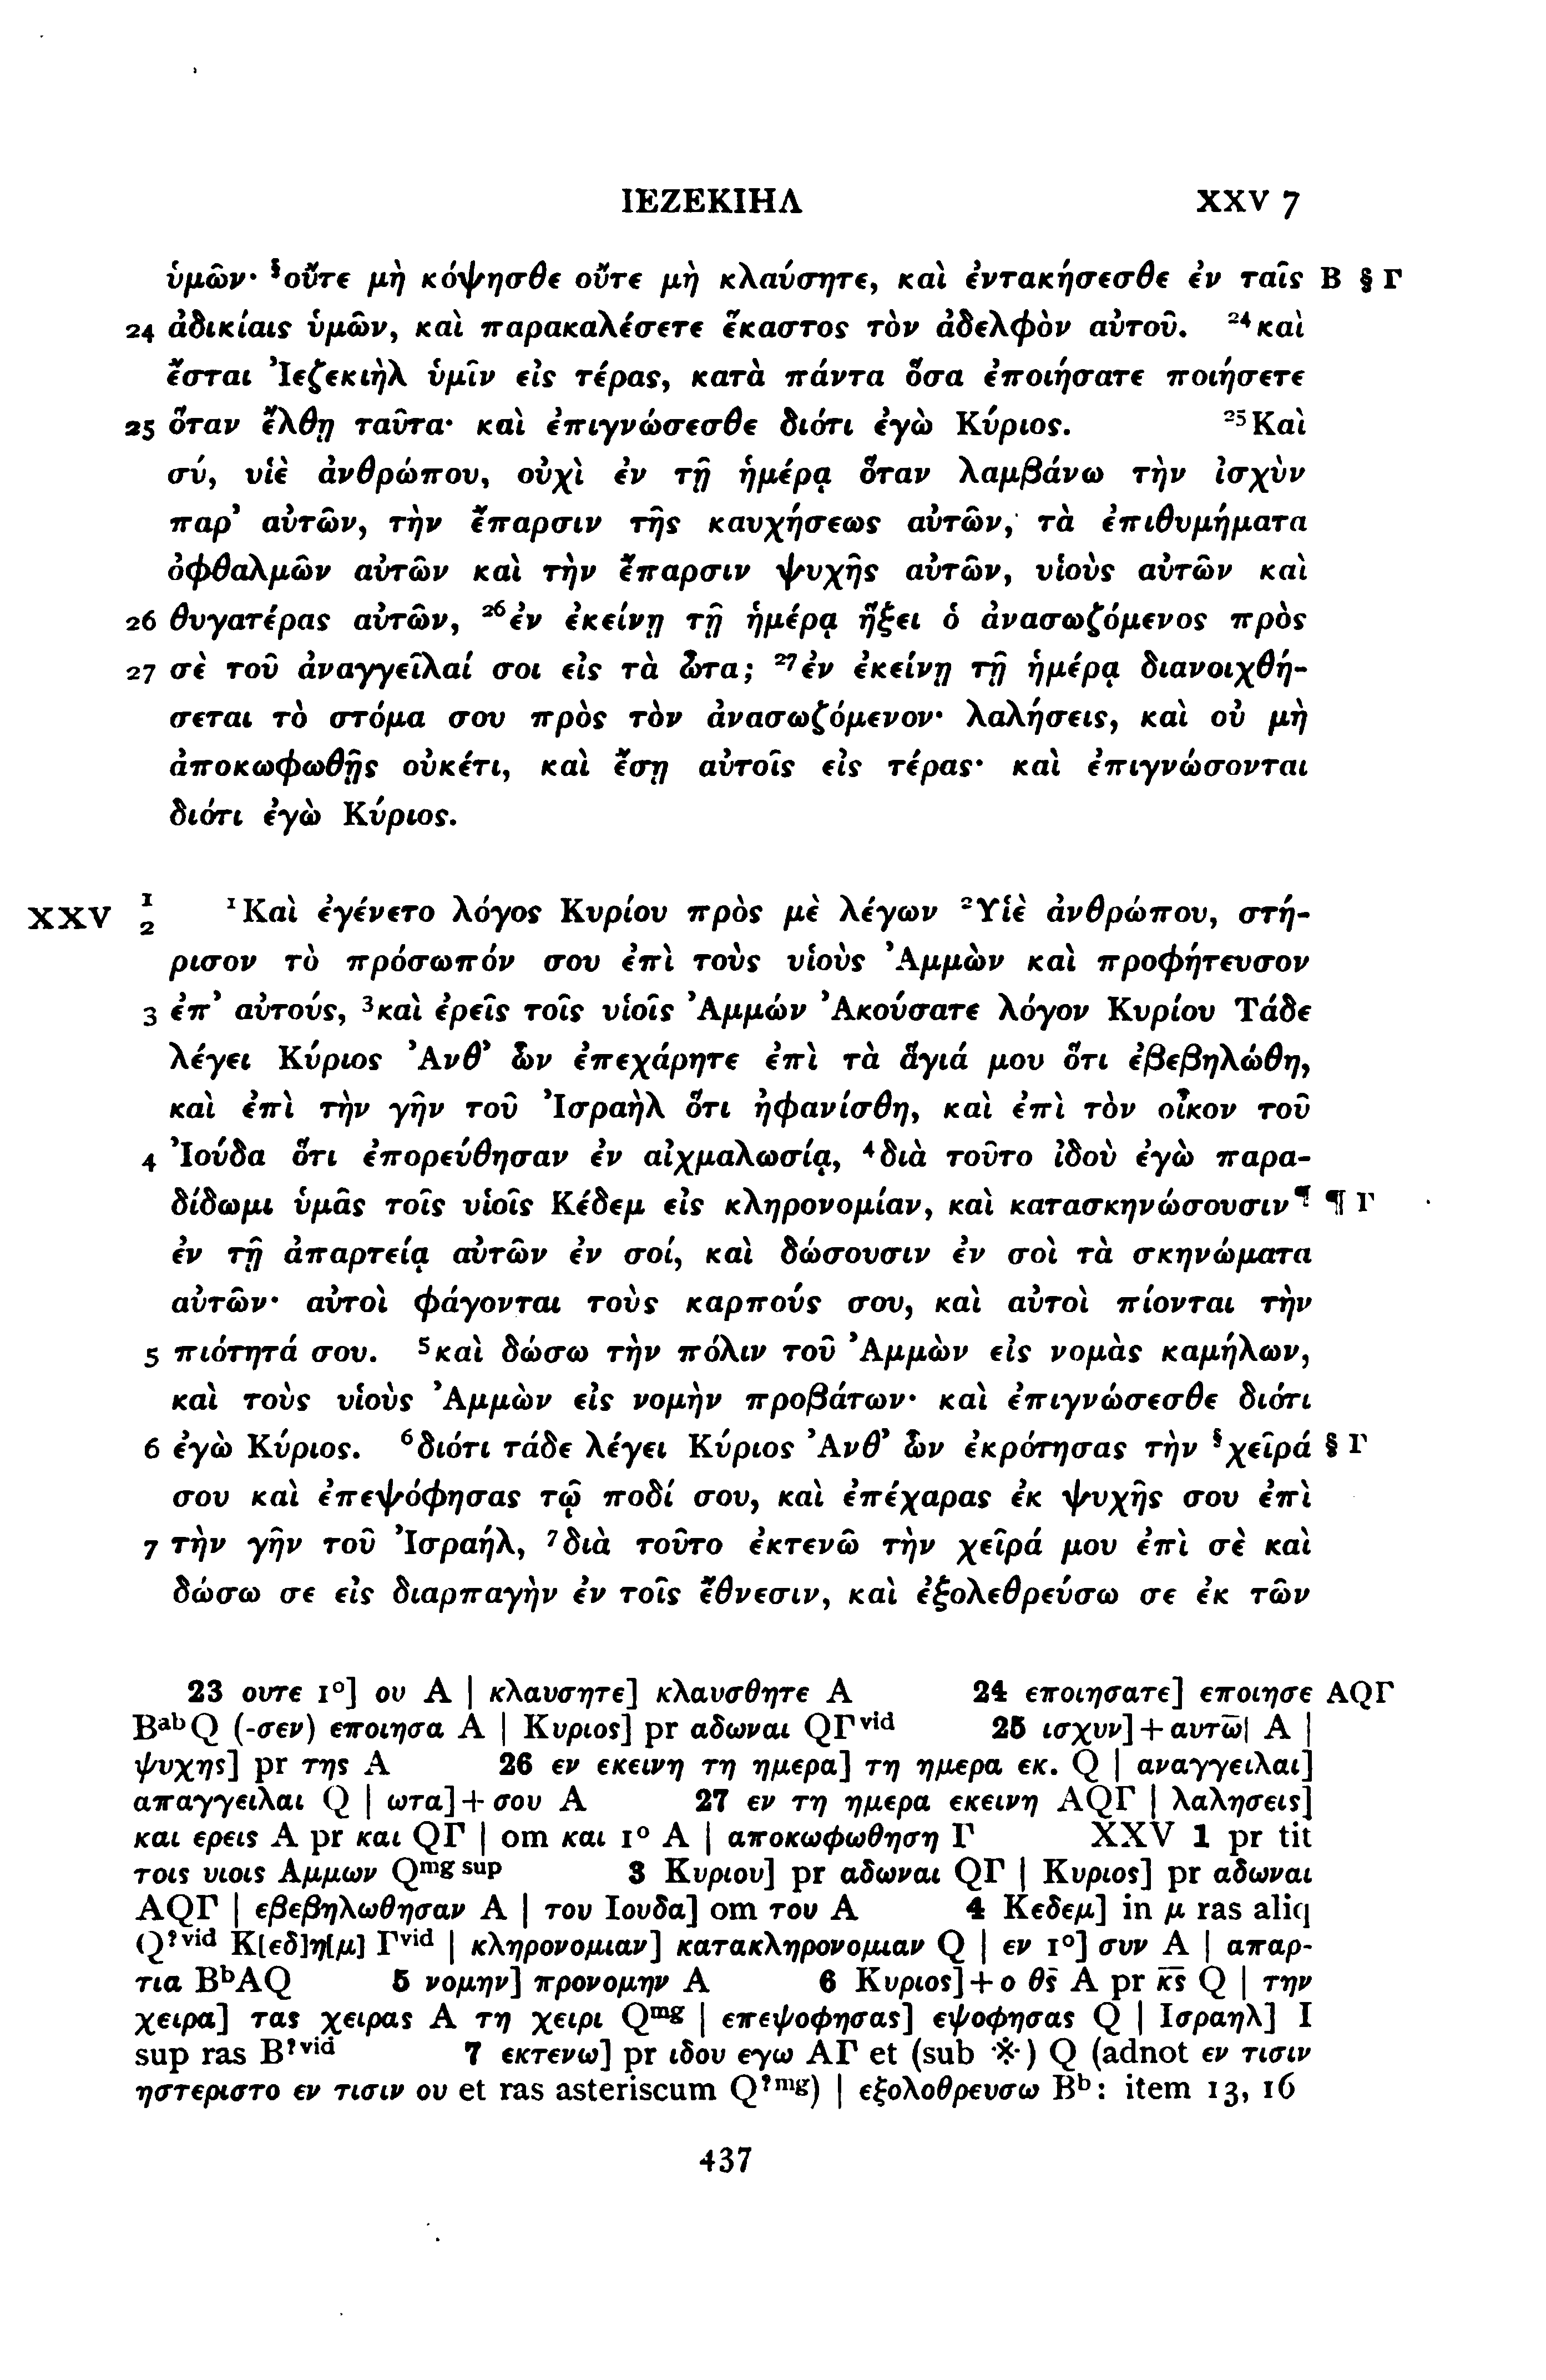 ΙΕΖΕΚΙΗΛ XXV 7
ὑμῶν· §οὔτε μὴ κόψησθε οὔτε μὴ κλαύσητε, καὶ ἐντακήσεσθε ἐν ταῖς B § Γ
24 ἀδικίαις ὑμῶν, καὶ παρακαλέσετε ἕκαστος τὸν ἀδελφὸν αὐτοῦ. ²⁴καὶ
ἔσται Ἰεζεκιὴλ ὑμῖν εἰς τέρας, κατὰ πάντα ὅσα ἐποιήσατε ποιήσετε
25 ὅταν ἔλθῃ ταῦτα· καὶ ἐπιγνώσεσθε διότι ἐγὼ Κύριος. ²⁵Καὶ
σύ, υἱὲ ἀνθρώπου, οὐχὶ ἐν τῇ ἡμέρᾳ ὅταν λαμβάνω τὴν ἰσχὺν
παρ’ αὐτῶν, τὴν ἔπαρσιν τῆς καυχήσεως αὐτῶν, τὰ ἐπιθυμήματα
ὀφθαλμῶν αὐτῶν καὶ τὴν ἔπαρσιν ψυχῆς αὐτῶν, υἱοὺς αὐτῶν καὶ
26 θυγατέρας αὐτῶν, ²⁶ἐν ἐκείνῃ τῇ ἡμέρᾳ ἥξει ὁ ἀνασωζόμενος πρὸς
27 σὲ τοῦ ἀναγγεῖλαί σοι εἰς τὰ ὦτα; ²⁷ἐν ἐκείνῃ τῇ ἡμέρᾳ διανοιχθή-
σεται τὸ στόμα σου πρὸς τὸν ἀνασωζόμενον· λαλήσεις, καὶ οὐ μὴ
ἀποκωφωθῇς οὐκέτι, καὶ ἔσῃ αὐτοῖς εἰς τέρας· καὶ ἐπιγνώσονται
διότι ἐγὼ Κύριος.
XXV 1 2 ¹Καὶ ἐγένετο λόγος Κυρίου πρὸς μὲ λέγων ²Υἱὲ ἀνθρώπου, στή-
ρισον τὸ πρόσωπόν σου ἐπὶ τοὺς υἱοὺς Ἀμμὼν καὶ προφήτευσον
3 ἐπ’ αὐτούς, ³καὶ ἐρεῖς τοῖς υἱοῖς Ἀμμών Ἀκούσατε λόγον Κυρίου Τάδε
λέγει Κύριος Ἀνθ’ ὧν ἐπεχάρητε ἐπὶ τὰ ἅγιά μου ὅτι ἐβεβηλώθη,
καὶ ἐπὶ τὴν γῆν τοῦ Ἰσραὴλ ὅτι ἠφανίσθη, καὶ ἐπὶ τὸν οἶκον τοῦ
4 Ἰούδα ὅτι ἐπορεύθησαν ἐν αἰχμαλωσίᾳ, ⁴διὰ τοῦτο ἰδοὺ ἐγὼ παρα-
δίδωμι ὑμᾶς τοῖς υἱοῖς Κέδεμ εἰς κληρονομίαν, καὶ κατασκηνώσουσιν¶ ¶ Γ
ἐν τῇ ἀπαρτείᾳ αὐτῶν ἐν σοί, καὶ δώσουσιν ἐν σοὶ τὰ σκηνώματα
αὐτῶν· αὐτοὶ φάγονται τοὺς καρπούς σου, καὶ αὐτοὶ πίονται τὴν
5 πιότητά σου. ⁵καὶ δώσω τὴν πόλιν τοῦ Ἀμμὼν εἰς νομὰς καμήλων,
καὶ τοὺς υἱοὺς Ἀμμὼν εἰς νομὴν προβάτων· καὶ ἐπιγνώσεσθε διότι
6 ἐγὼ Κύριος. ⁶διότι τάδε λέγει Κύριος Ἀνθ’ ὧν ἐκρότησας τὴν §χεῖρά § Γ
σου καὶ ἐπεψόφησας τῷ ποδί σου, καὶ ἐπέχαρας ἐκ ψυχῆς σου ἐπὶ
7 τὴν γῆν τοῦ Ἰσραήλ, ⁷διὰ τοῦτο ἐκτενῶ τὴν χεῖρά μου ἐπὶ σὲ καὶ
δώσω σε εἰς διαρπαγὴν ἐν τοῖς ἔθνεσιν, καὶ ἐξολεθρεύσω σε ἐκ τῶν
23 ουτε 1°] ου A | κλαυσητε] κλαυσθητε A 24 εποιησατε] εποιησε AQΓ
BᵃᵇQ (-σεν) εποιησα A | Κυριος] pr αδωναι QΓᵛⁱᵈ 25 ισχυν]+αυτω̅| A |
ψυχης] pr της A 26 εν εκεινη τη ημερα] τη ημερα εκ. Q | αναγγειλαι]
απαγγειλαι Q | ωτα]+σου A 27 εν τη ημερα εκεινη AQΓ | λαλησεις]
και ερεις A pr και QΓ | om και 1° A | αποκωφωθηση Γ XXV 1 pr tit
τοις υιοις Αμμων Qᵐᵍ ˢᵘᵖ 3 Κυριου] pr αδωναι QΓ | Κυριος] pr αδωναι
AQΓ | εβεβηλωθησαν A | του Ιουδα] om του A 4 Κεδεμ] in μ ras aliq
Q?ᵛⁱᵈ Κ[εδ]η[μ] Γᵛⁱᵈ | κληρονομιαν] κατακληρονομιαν Q | εν 1°] συν A | απαρ-
τια BᵇAQ 5 νομην] προνομην A 6 Κυριος]+ο θ̅ς̅ A pr κ̅ς̅ Q | την
χειρα] τας χειρας A τη χειρι Qᵐᵍ | επεψοφησας] εψοφησας Q | Ισραηλ] Ι
sup ras B?ᵛⁱᵈ 7 εκτενω] pr ιδου εγω AΓ et (sub ※) Q (adnot εν τισιν
ηστεριστο εν τισιν ου et ras asteriscum Q?ᵐᵍ) | εξολοθρευσω Bᵇ: item 13, 16
437